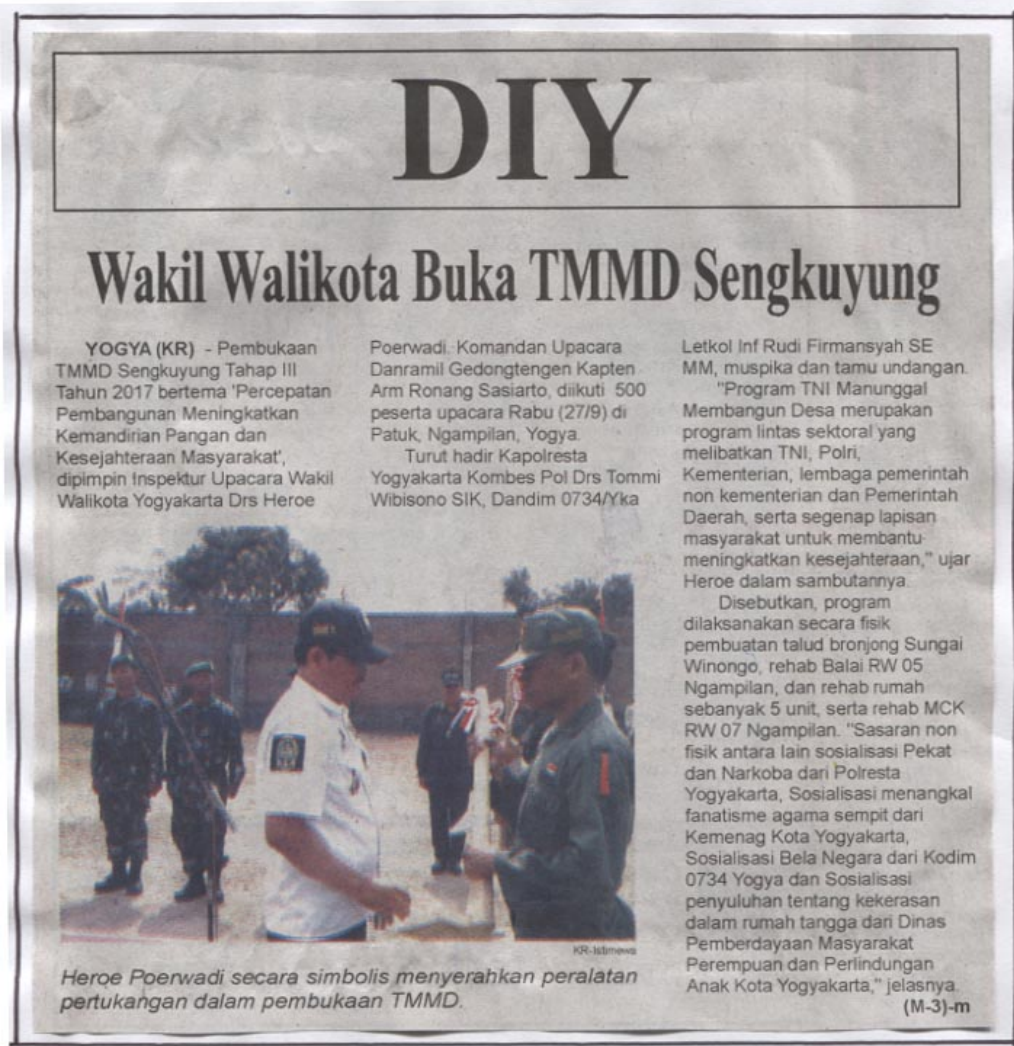 DIY
Wakil Walikota Buka TMMD Sengkuyung
YOGYA (KR) - Pembukaan
TMMD Sengkuyung Tahap III
Tahun 2017 bertema 'Percepatan
Pembangunan Meningkatkan
Kemandirian Pangan dan
Kesejahteraan Masyarakat',
dipimpin Inspektur Upacara Wakil
Walikota Yogyakarta Drs Heroe
Poerwadi. Komandan Upacara
Danramil Gedongtengen Kapten
Arm Ronang Sasiarto, diikuti 500
peserta upacara Rabu (27/9) di
Patuk, Ngampilan, Yogya.
Turut hadir Kapolresta
Yogyakarta Kombes Pol Drs Tommi
Wibisono SIK, Dandim 0734/Yka
Letkol Inf Rudi Firmansyah SE
MM, muspika dan tamu undangan.
"Program TNI Manunggal
Membangun Desa merupakan
program lintas sektoral yang
melibatkan TNI, Polri,
Kementerian, lembaga pemerintah
non kementerian dan Pemerintah
Daerah, serta segenap lapisan
masyarakat untuk membantu
meningkatkan kesejahteraan," ujar
Heroe dalam sambutannya.
Disebutkan, program
dilaksanakan secara fisik
pembuatan talud bronjong Sungai
Winongo, rehab Balai RW 05
Ngampilan, dan rehab rumah
sebanyak 5 unit, serta rehab MCK
RW 07 Ngampilan. "Sasaran non
fisik antara lain sosialisasi Pekat
dan Narkoba dari Polresta
Yogyakarta, Sosialisasi menangkal
fanatisme agama sempit dari
Kemenag Kota Yogyakarta,
Sosialisasi Bela Negara dari Kodim
0734 Yogya dan Sosialisasi
penyuluhan tentang kekerasan
dalam rumah tangga dari Dinas
Pemberdayaan Masyarakat
Perempuan dan Perlindungan
Anak Kota Yogyakarta," jelasnya.
(M-3)-m
KR-Istimewa
Heroe Poerwadi secara simbolis menyerahkan peralatan
pertukangan dalam pembukaan TMMD.